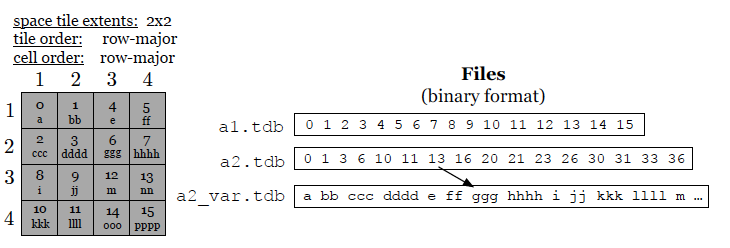 space tile extents: 2x2
tile order: row-major
cell order: row-major
1 2 3 4
1
0 1 4 5
a bb e ff
2
2 3 6 7
ccc dddd ggg hhhh
3
8 9 12 13
i jj m nn
4
10 11 14 15
kkk llll ooo pppp
Files
(binary format)
a1.tdb 0 1 2 3 4 5 6 7 8 9 10 11 12 13 14 15
a2.tdb 0 1 3 6 10 11 13 16 20 21 23 26 30 31 33 36
a2_var.tdb a bb ccc dddd e ff ggg hhhh i jj kkk llll m ...